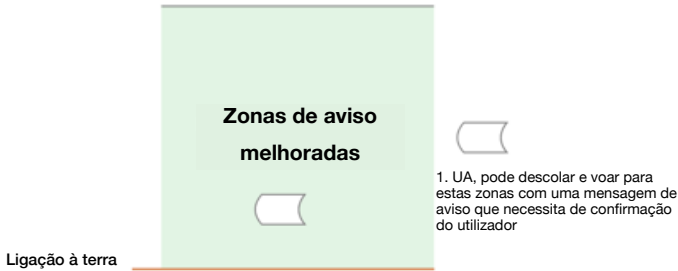 Zonas de aviso
melhoradas
1. UA, pode descolar e voar para
estas zonas com uma mensagem de
aviso que necessita de confirmação
do utilizador
Ligação à terra